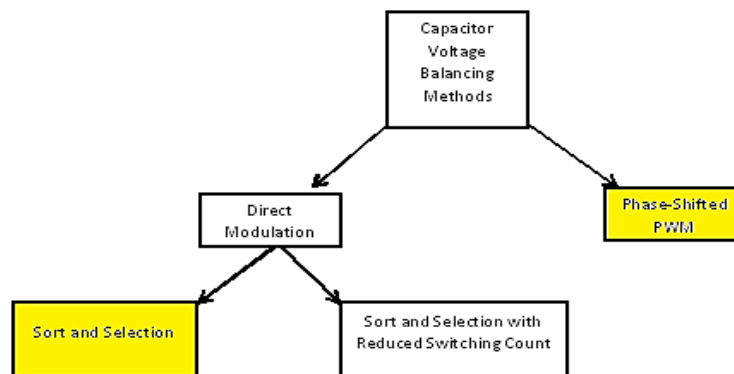 Capacitor
Voltage
Balancing
Methods
Direct
Modulation
Phase-Shifted
PWM
Sort and Selection
Sort and Selection with
Reduced Switching Count